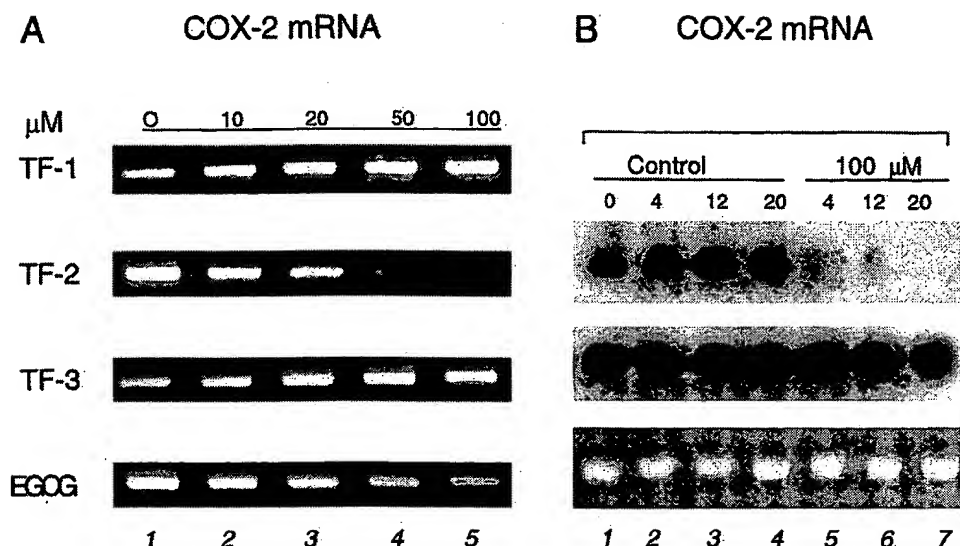 A COX-2 mRNA
µM O 10 20 50 100
TF-1
TF-2
TF-3
EGOG
1 2 3 4 5
B COX-2 mRNA
Control 100 µM
0 4 12 20 4 12 20
1 2 3 4 5 6 7